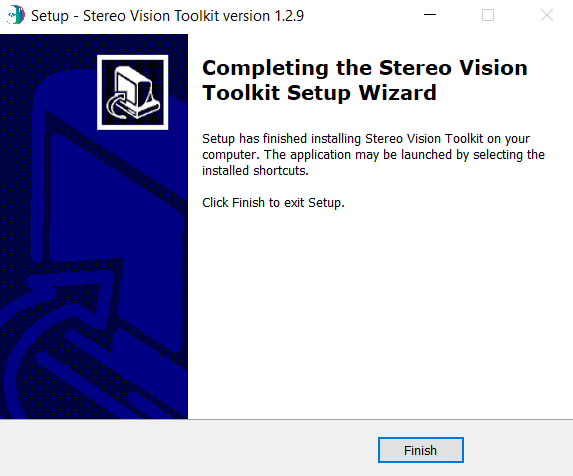 Setup - Stereo Vision Toolkit version 1.2.9
Completing the Stereo Vision
Toolkit Setup Wizard
Setup has finished installing Stereo Vision Toolkit on your
computer. The application may be launched by selecting the
installed shortcuts.
Click Finish to exit Setup.
Finish